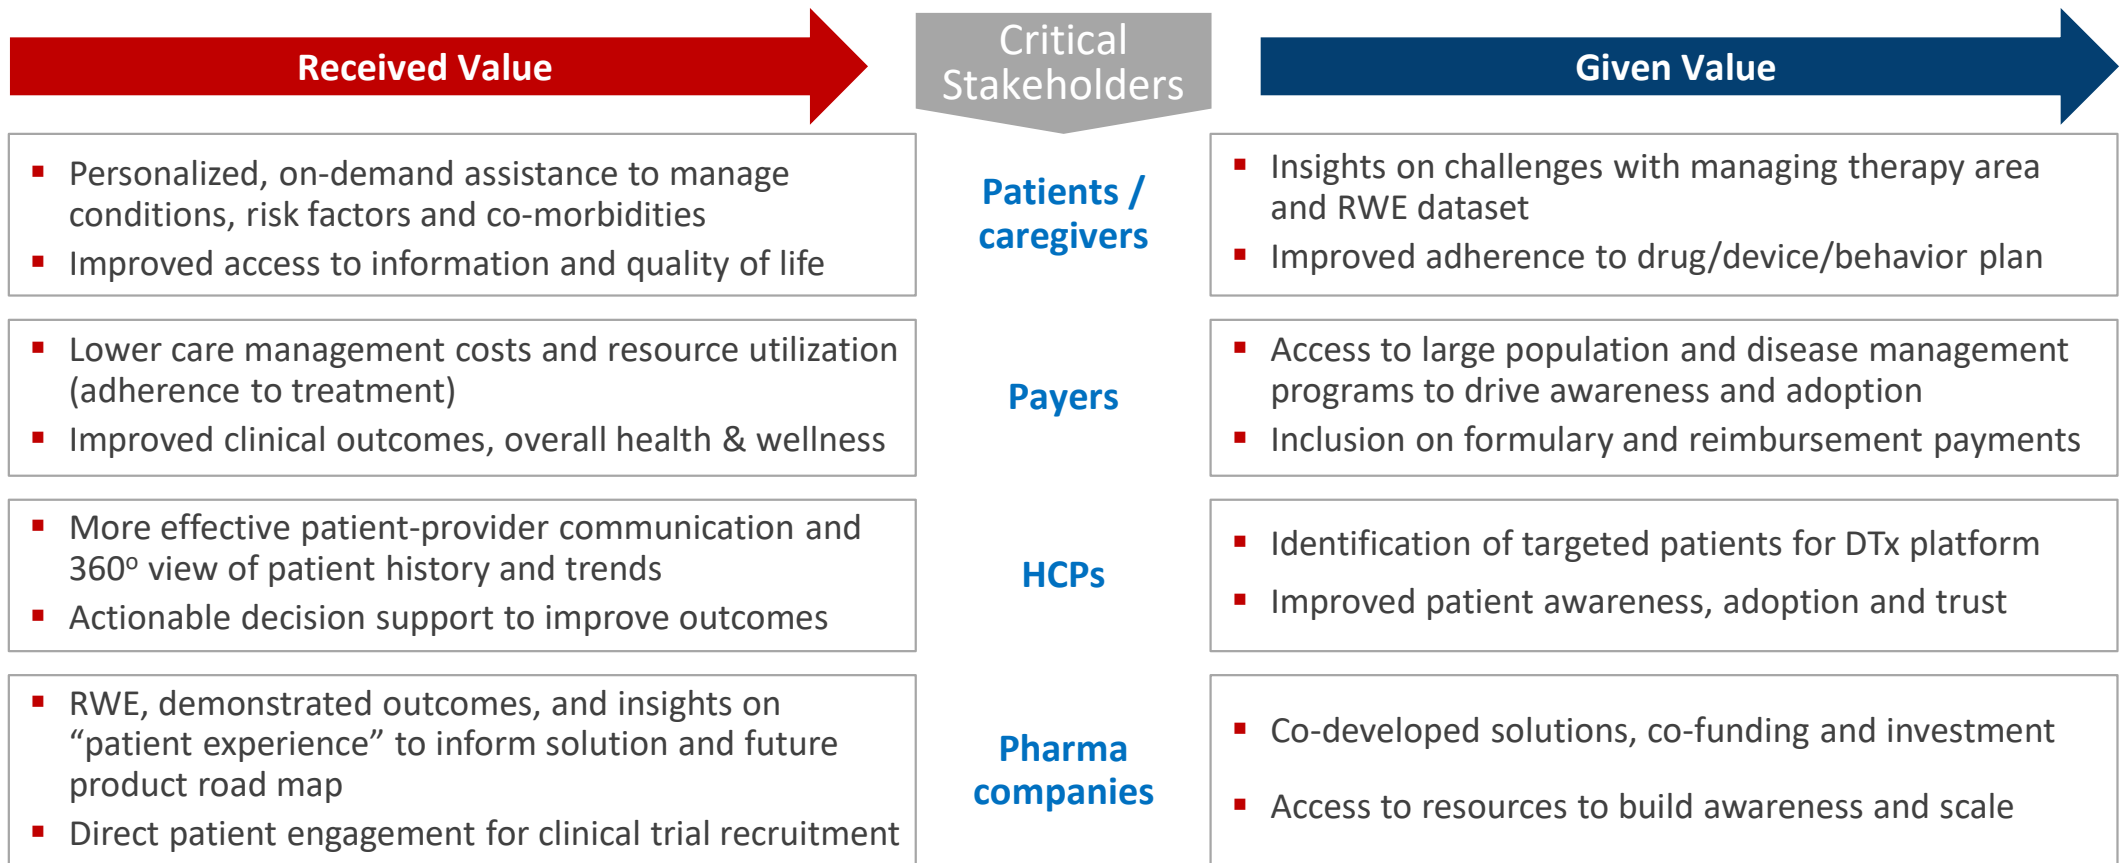 Received Value
Critical
Stakeholders
Given Value
▪ Personalized, on-demand assistance to manage
conditions, risk factors and co-morbidities
▪ Improved access to information and quality of life
Patients /
caregivers
▪ Insights on challenges with managing therapy area
and RWE dataset
▪ Improved adherence to drug/device/behavior plan
▪ Lower care management costs and resource utilization
(adherence to treatment)
▪ Improved clinical outcomes, overall health & wellness
Payers
▪ Access to large population and disease management
programs to drive awareness and adoption
▪ Inclusion on formulary and reimbursement payments
▪ More effective patient-provider communication and
360º view of patient history and trends
▪ Actionable decision support to improve outcomes
HCPs
▪ Identification of targeted patients for DTx platform
▪ Improved patient awareness, adoption and trust
▪ RWE, demonstrated outcomes, and insights on
“patient experience” to inform solution and future
product road map
▪ Direct patient engagement for clinical trial recruitment
Pharma
companies
▪ Co-developed solutions, co-funding and investment
▪ Access to resources to build awareness and scale